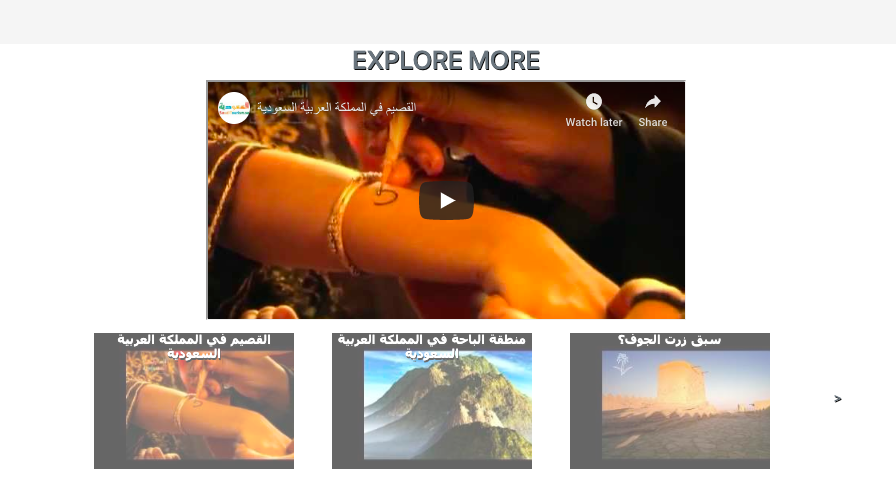 EXPLORE MORE
القصيم في المملكة العربية السعودية
Watch later
Share
القصيم في المملكة العربية
السعودية
منطقة الباحة في المملكة العربية
السعودية
سبق زرت الجوف؟
>